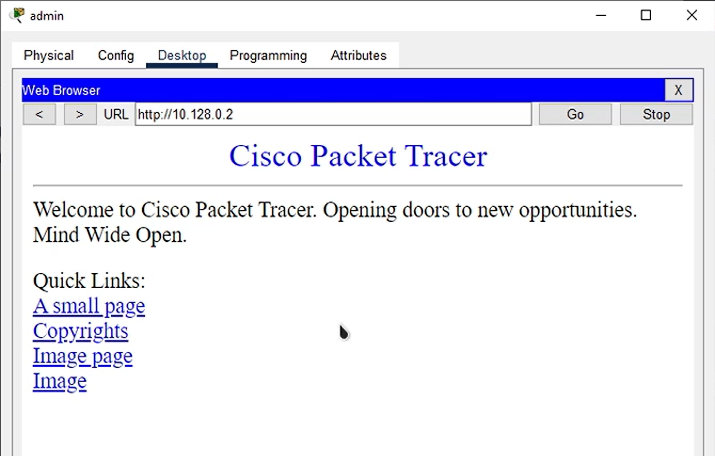 admin
Physical Config Desktop Programming Attributes
Web Browser X
< > URL http://10.128.0.2 Go Stop
Cisco Packet Tracer
Welcome to Cisco Packet Tracer. Opening doors to new opportunities.
Mind Wide Open.
Quick Links:
A small page
Copyrights
Image page
Image